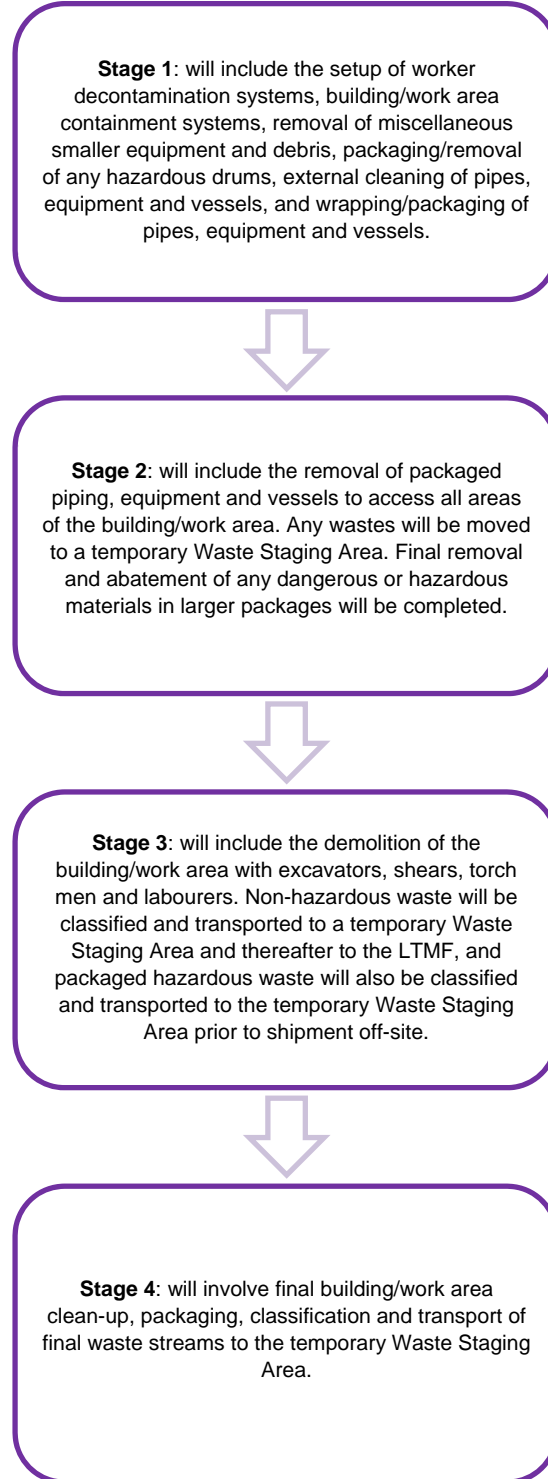 Stage 1: will include the setup of worker
decontamination systems, building/work area
containment systems, removal of miscellaneous
smaller equipment and debris, packaging/removal
of any hazardous drums, external cleaning of pipes,
equipment and vessels, and wrapping/packaging of
pipes, equipment and vessels.
Stage 2: will include the removal of packaged
piping, equipment and vessels to access all areas
of the building/work area. Any wastes will be moved
to a temporary Waste Staging Area. Final removal
and abatement of any dangerous or hazardous
materials in larger packages will be completed.
Stage 3: will include the demolition of the
building/work area with excavators, shears, torch
men and labourers. Non-hazardous waste will be
classified and transported to a temporary Waste
Staging Area and thereafter to the LTMF, and
packaged hazardous waste will also be classified
and transported to the temporary Waste Staging
Area prior to shipment off-site.
Stage 4: will involve final building/work area
clean-up, packaging, classification and transport of
final waste streams to the temporary Waste Staging
Area.